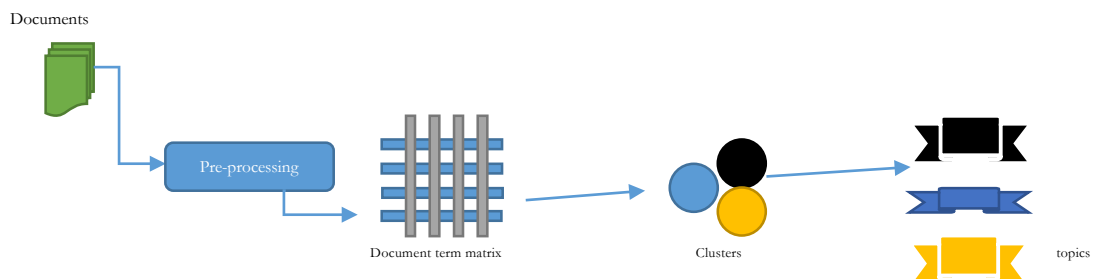 Documents
Pre-processing
Document term matrix
Clusters
topics